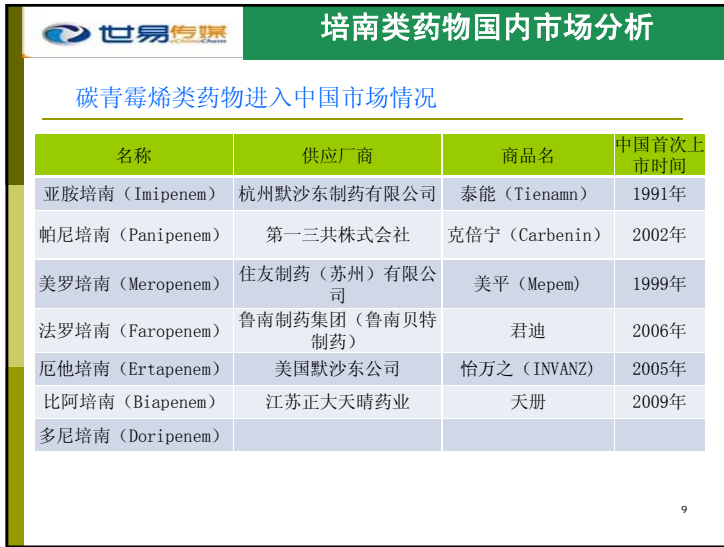 世易传媒
培南类药物国内市场分析
碳青霉烯类药物进入中国市场情况
名称 供应厂商 商品名 中国首次上
市时间
亚胺培南（Imipenem） 杭州默沙东制药有限公司 泰能（Tienamn） 1991年
帕尼培南（Panipenem） 第一三共株式会社 克倍宁（Carbenin） 2002年
美罗培南（Meropenem） 住友制药（苏州）有限公
司 美平（Mepem) 1999年
法罗培南（Faropenem） 鲁南制药集团（鲁南贝特
制药） 君迪 2006年
厄他培南（Ertapenem） 美国默沙东公司 怡万之（INVANZ) 2005年
比阿培南（Biapenem） 江苏正大天晴药业 天册 2009年
多尼培南（Doripenem）
9